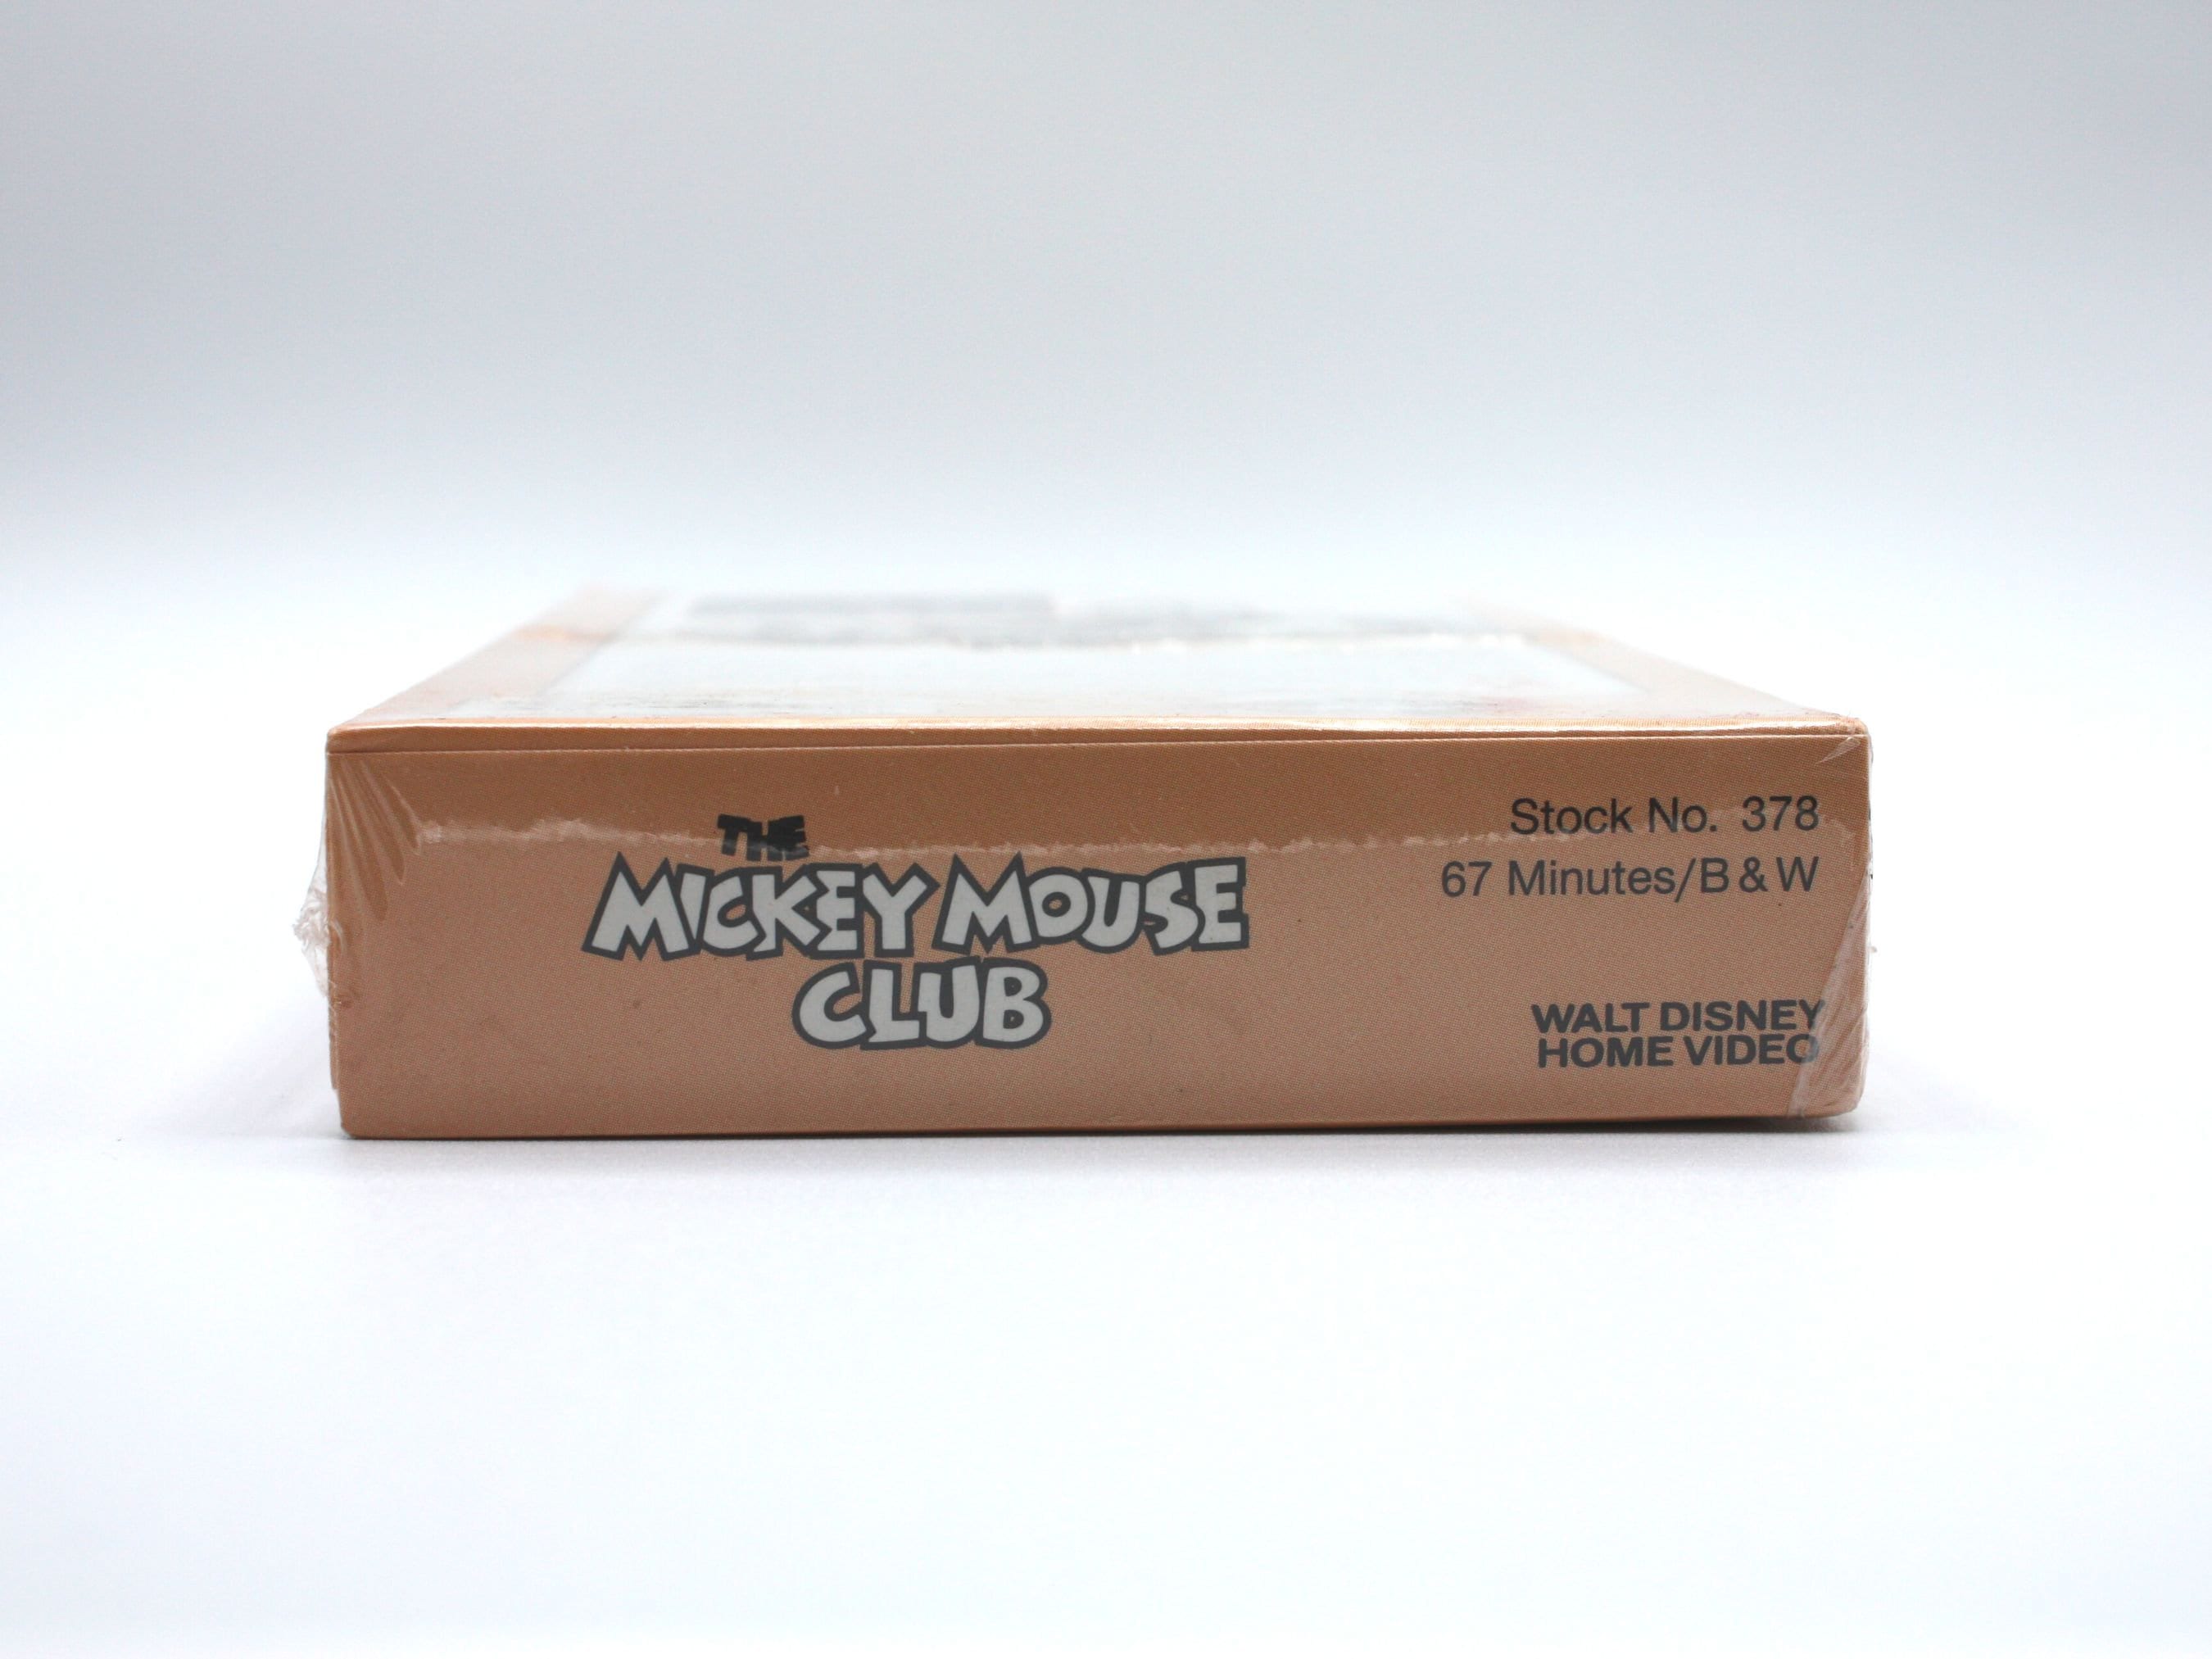 THE
MICKEY MOUSE
CLUB
Stock No. 378
67 Minutes/B & W
WALT DISNEY
HOME VIDEO